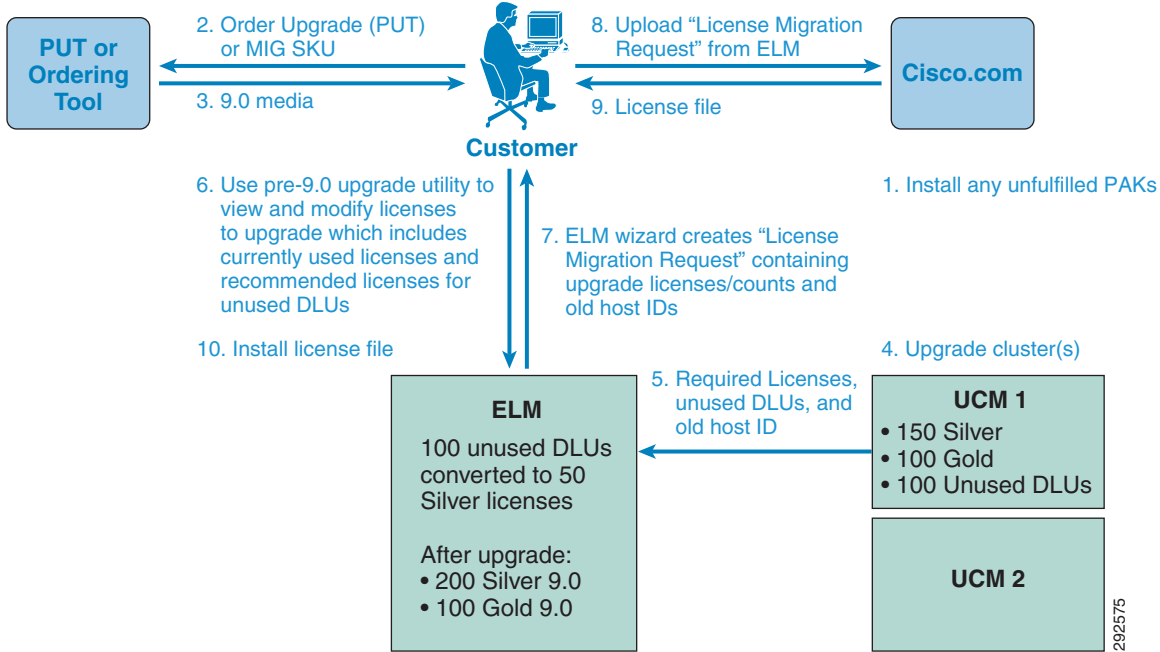 PUT or
Ordering
Tool
2. Order Upgrade (PUT)
or MIG SKU
3. 9.0 media
Customer
8. Upload “License Migration
Request” from ELM
9. License file
Cisco.com
1. Install any unfulfilled PAKs
6. Use pre-9.0 upgrade utility to
view and modify licenses
to upgrade which includes
currently used licenses and
recommended licenses for
unused DLUs
7. ELM wizard creates “License
Migration Request” containing
upgrade licenses/counts and
old host IDs
10. Install license file
4. Upgrade cluster(s)
ELM
100 unused DLUs
converted to 50
Silver licenses
After upgrade:
• 200 Silver 9.0
• 100 Gold 9.0
5. Required Licenses,
unused DLUs, and
old host ID
UCM 1
• 150 Silver
• 100 Gold
• 100 Unused DLUs
UCM 2
292575